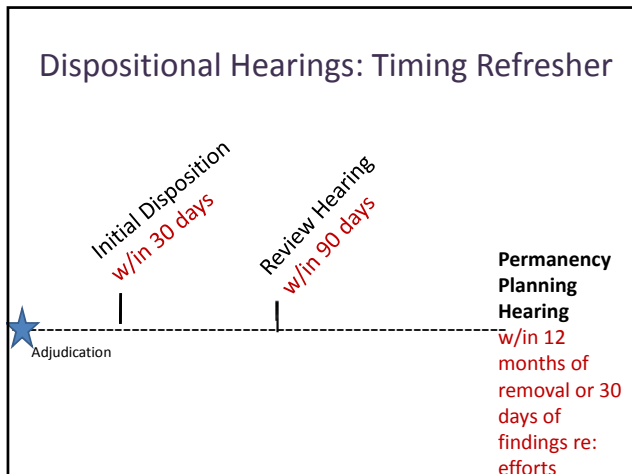 Dispositional Hearings: Timing Refresher
Initial Disposition
w/in 30 days
Review Hearing
w/in 90 days
Adjudication
Permanency
Planning
Hearing
w/in 12
months of
removal or 30
days of
findings re:
efforts